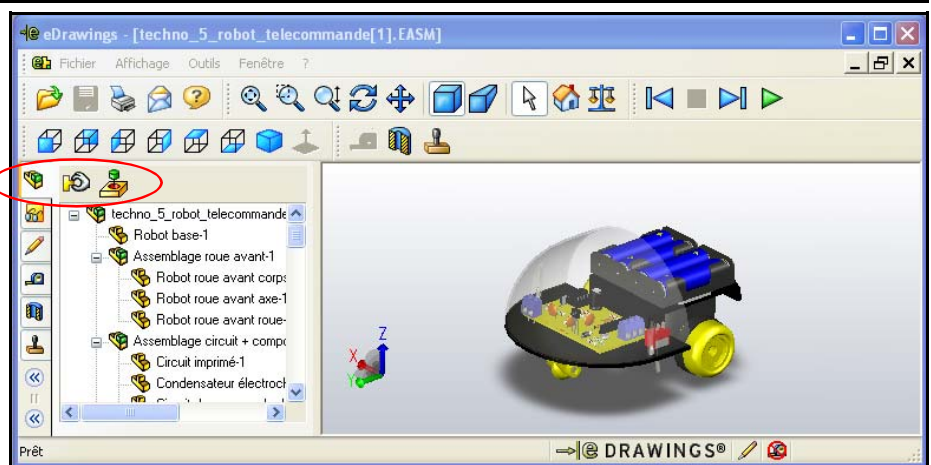 eDrawings - [techno_5_robot_telecommande[1].EASM]
Fichier Affichage Outils Fenêtre ?
techno_5_robot_telecommande
Robot base-1
Assemblage roue avant-1
Robot roue avant corps
Robot roue avant axe-1
Robot roue avant roue-
Assemblage circuit + compo
Circuit imprimé-1
Condensateur électroch
Z
X
Y
Prêt
e DRAWINGS®